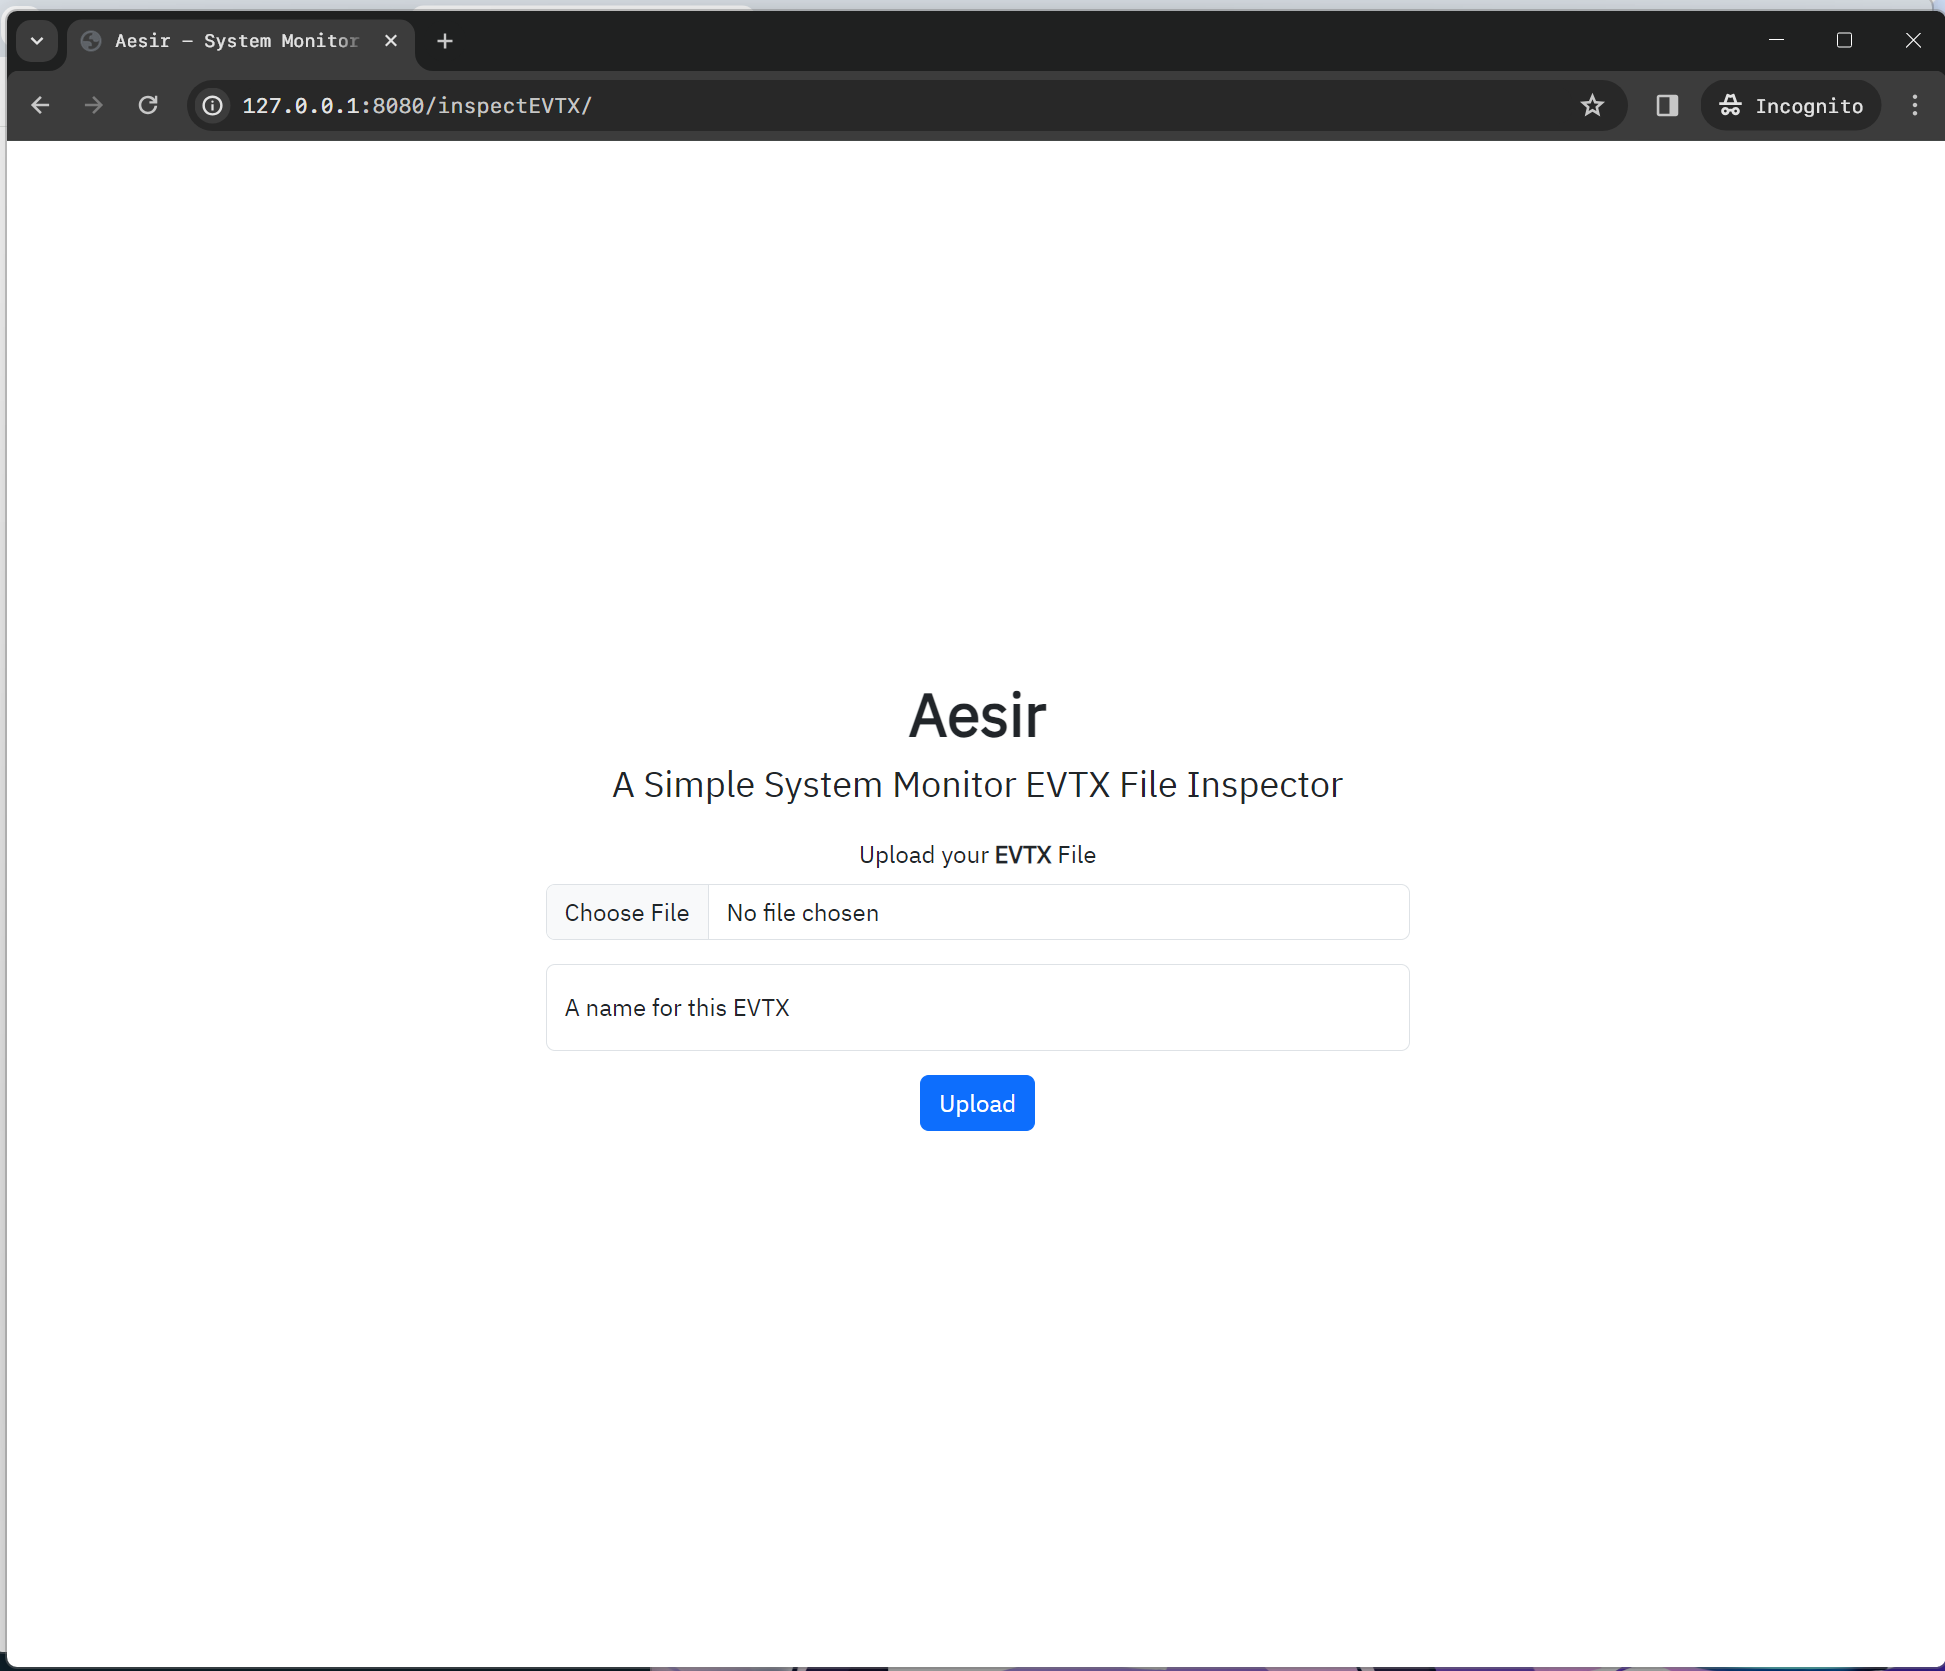 Aesir – System Monitor
127.0.0.1:8080/inspectEVTX/
Incognito
Aesir
A Simple System Monitor EVTX File Inspector
Upload your EVTX File
Choose File
No file chosen
A name for this EVTX
Upload